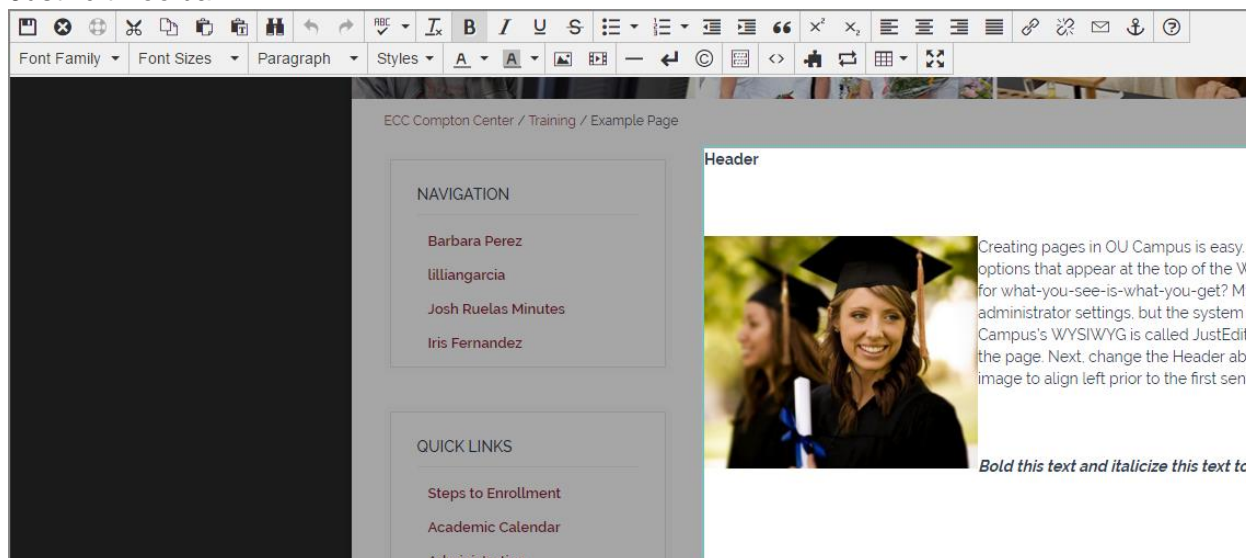 Font Family
Font Sizes
Paragraph
Styles
ECC Compton Center / Training / Example Page
NAVIGATION
Barbara Perez
lilliangarcia
Josh Ruelas Minutes
Iris Fernandez
QUICK LINKS
Steps to Enrollment
Academic Calendar
Header
Creating pages in OU Campus is easy.
options that appear at the top of the W
for what-you-see-is-what-you-get? M
administrator settings, but the system
Campus's WYSIWYG is called JustEdit
the page. Next, change the Header ab
image to align left prior to the first sen
Bold this text and italicize this text to